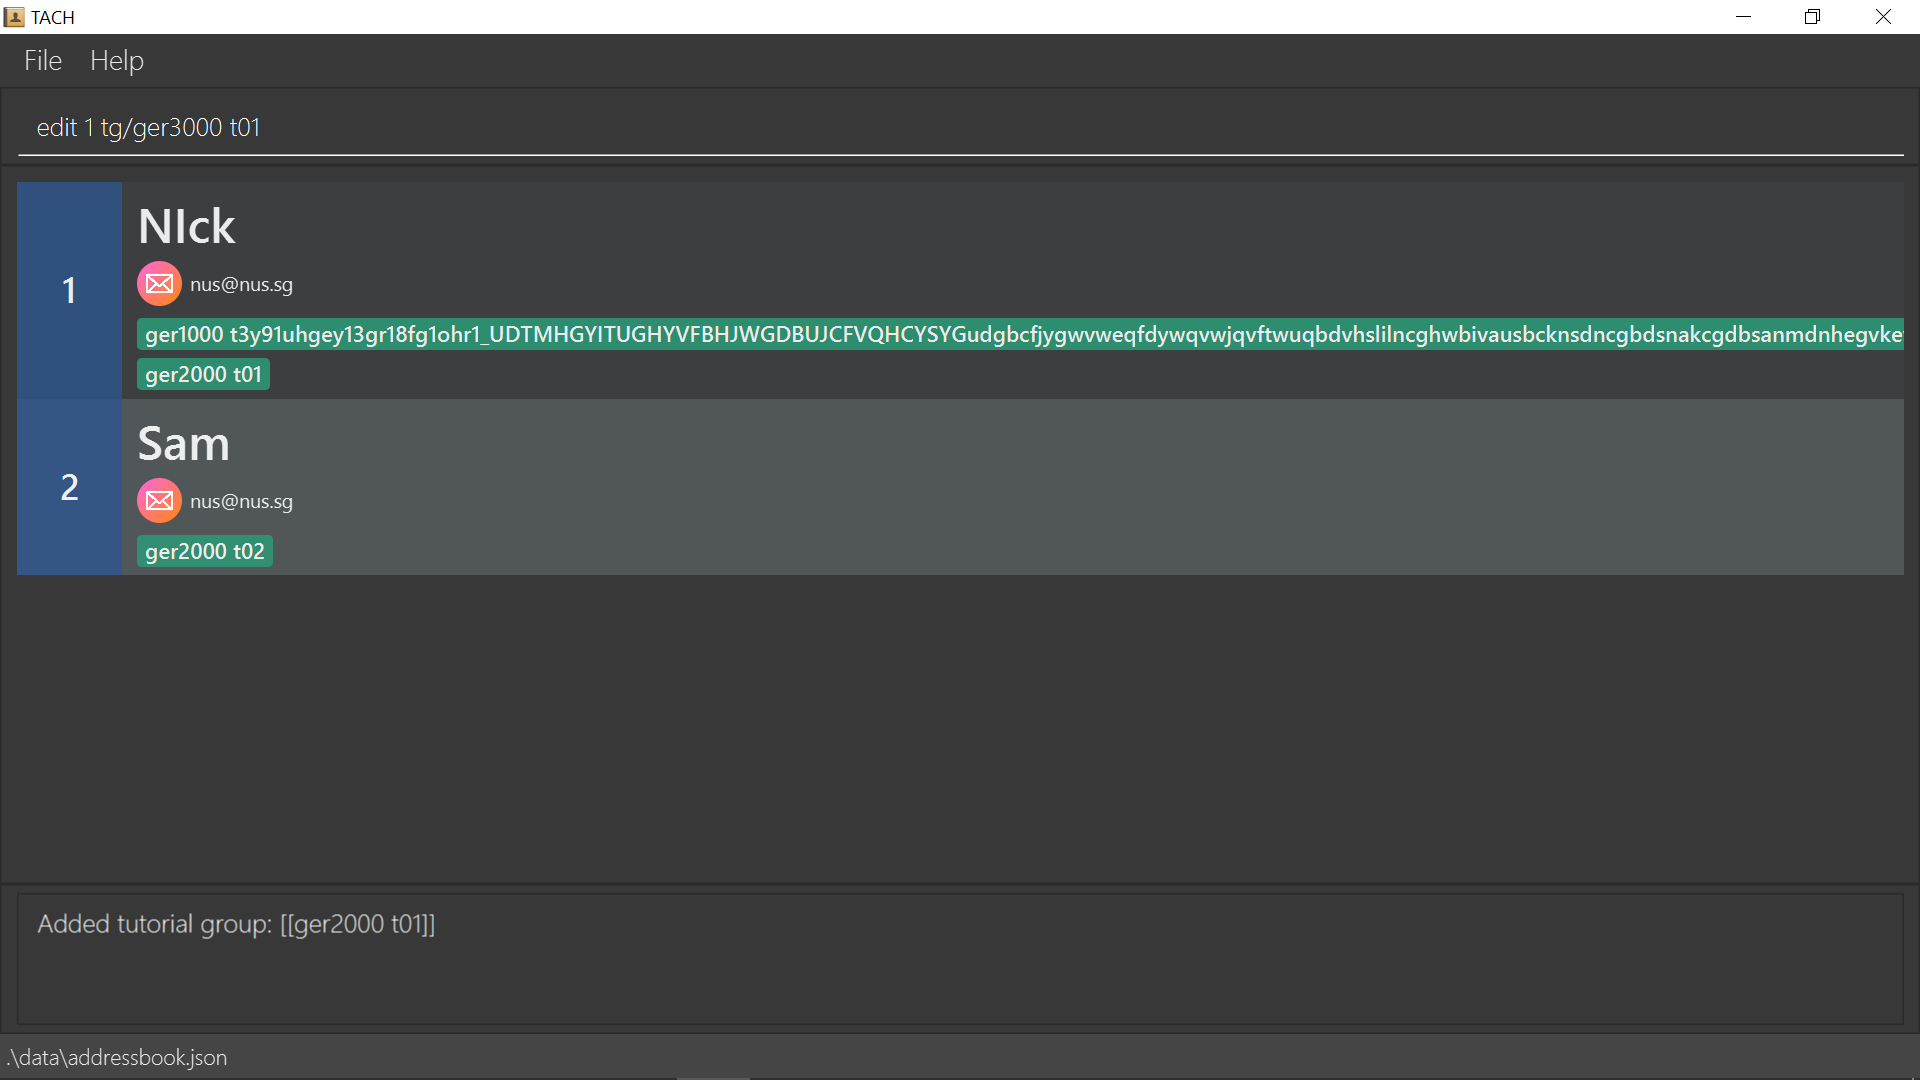 TACH
File Help
edit 1 tg/ger3000 t01
1
NIck
nus@nus.sg
ger1000 t3y91uhgey13gr18fg1ohr1_UDTMHGYITUGHYVFBHJWGDBUJCFVQHCYSYGudgbcfjygwvweqfdywqvwjqvftwuqbdvhslilncghwbivausbcknsdncgbdsnakcgdbsanmdnhegvke
ger2000 t01
2
Sam
nus@nus.sg
ger2000 t02
Added tutorial group: [[ger2000 t01]]
.\data\addressbook.json